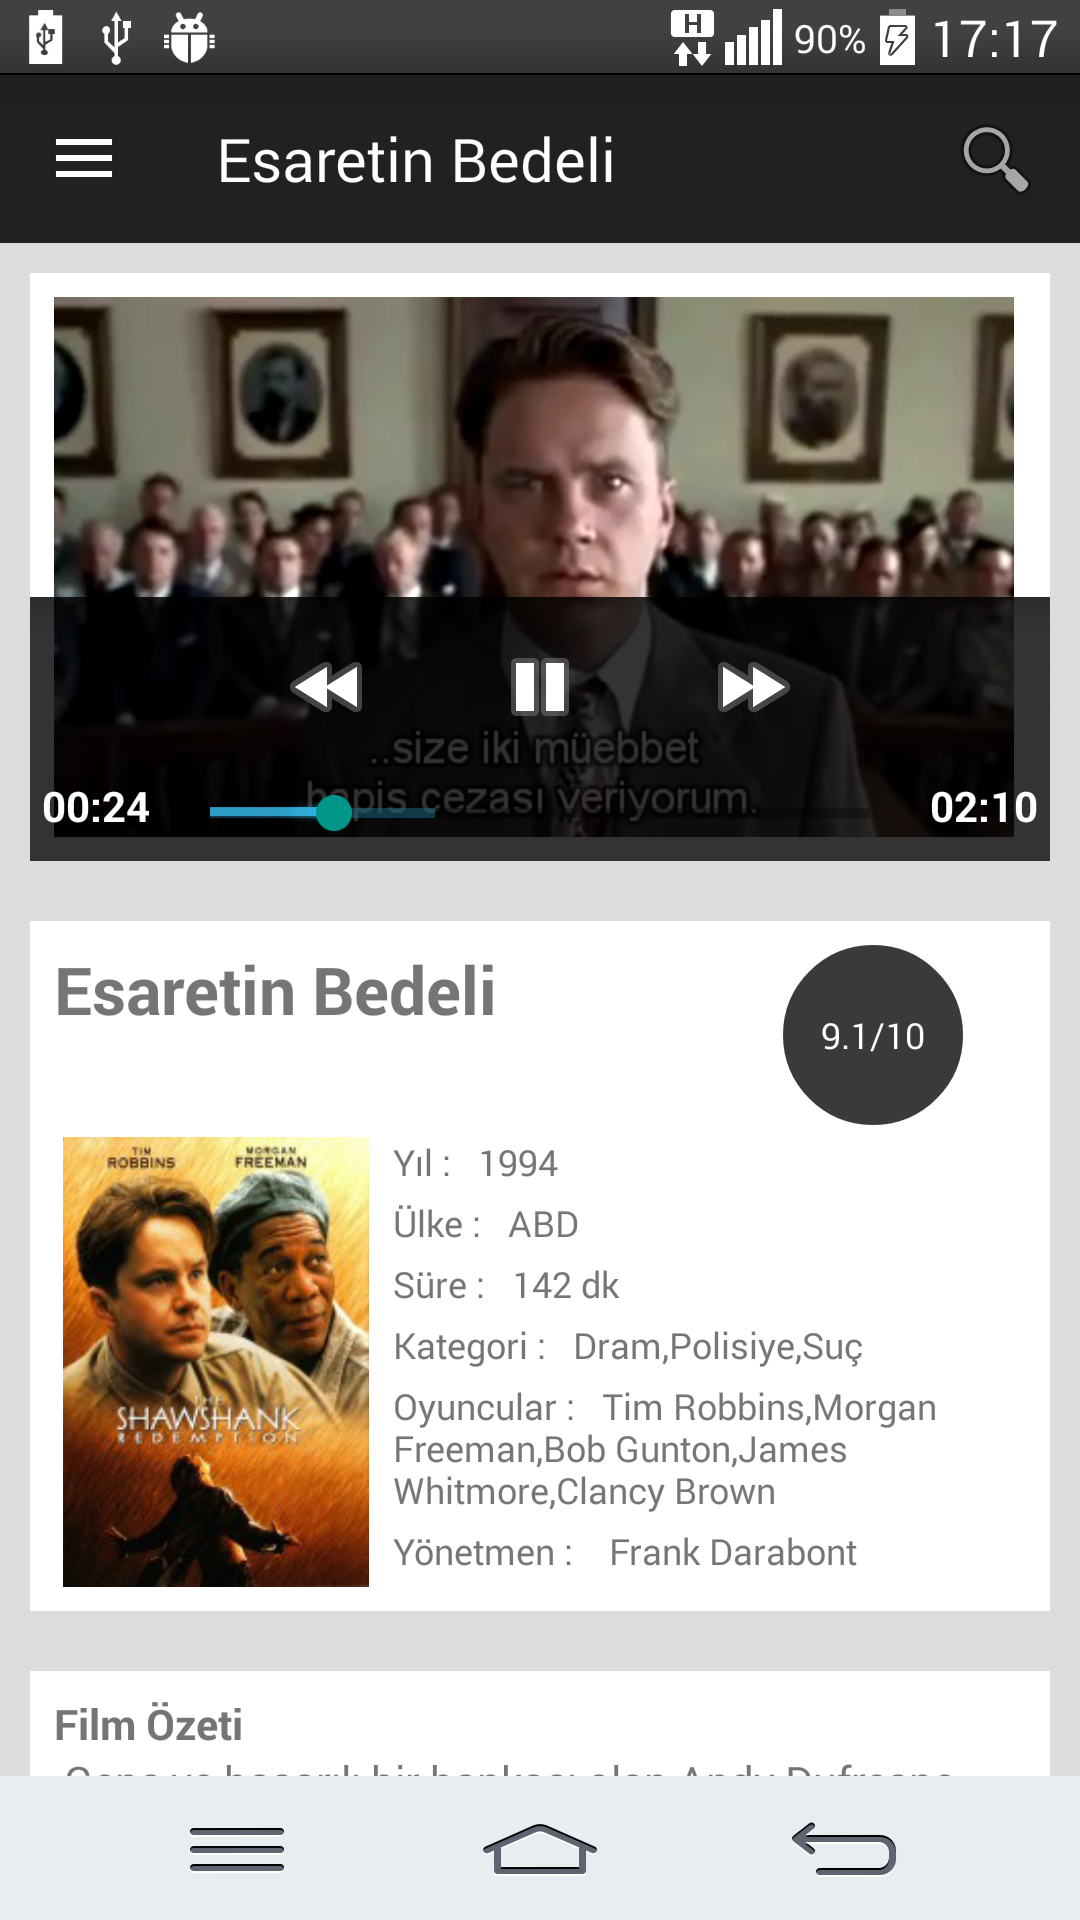 H
90%
17:17
Esaretin Bedeli
..size iki müebbet
hapis cezası veriyorum.
00:24
02:10
Esaretin Bedeli
9.1/10
TIM
ROBBINS
MORGAN
FREEMAN
THE
SHAWSHANK
REDEMPTION
Yıl : 1994
Ülke : ABD
Süre : 142 dk
Kategori : Dram,Polisiye,Suç
Oyuncular : Tim Robbins,Morgan
Freeman,Bob Gunton,James
Whitmore,Clancy Brown
Yönetmen : Frank Darabont
Film Özeti